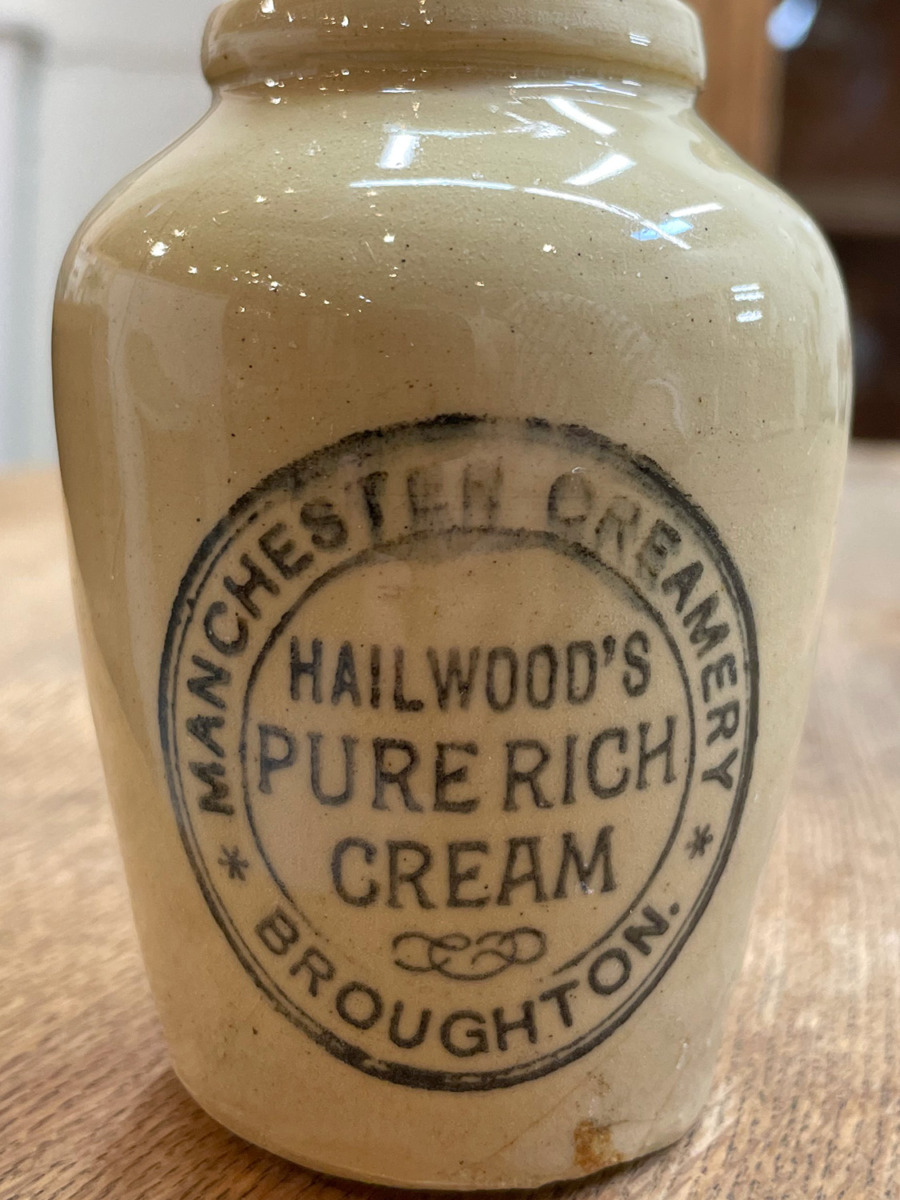 MANCHESTER CREAMERY
HAILWOOD'S
PURE RICH
CREAM
* BROUGHTON. *